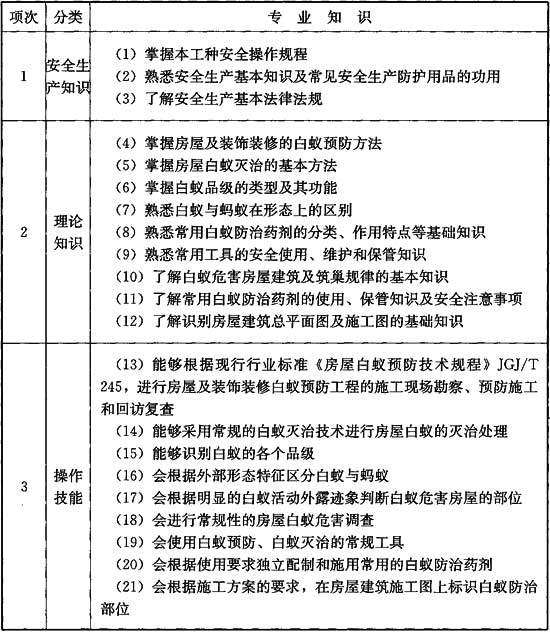 项次 分类 专业知识
1 安全生产知识
(1) 掌握本工种安全操作规程
(2) 熟悉安全生产基本知识及常见安全生产防护用品的功用
(3) 了解安全生产基本法律法规
2 理论知识
(4) 掌握房屋及装饰装修的白蚁预防方法
(5) 掌握房屋白蚁灭治的基本方法
(6) 掌握白蚁品级的类型及其功能
(7) 熟悉白蚁与蚂蚁在形态上的区别
(8) 熟悉常用白蚁防治药剂的分类、作用特点等基础知识
(9) 熟悉常用工具的安全使用、维护和保管知识
(10) 了解白蚁危害房屋建筑及筑巢规律的基本知识
(11) 了解常用白蚁防治药剂的使用、保管知识及安全注意事项
(12) 了解识别房屋建筑总平面图及施工图的基础知识
3 操作技能
(13) 能够根据现行行业标准《房屋白蚁预防技术规程》JGJ/T
245，进行房屋及装饰装修白蚁预防工程的施工现场勘察、预防施工
和回访复查
(14) 能够采用常规的白蚁灭治技术进行房屋白蚁的灭治处理
(15) 能够识别白蚁的各个品级
(16) 会根据外部形态特征区分白蚁与蚂蚁
(17) 会根据明显的白蚁活动外露迹象判断白蚁危害房屋的部位
(18) 会进行常规性的房屋白蚁危害调查
(19) 会使用白蚁预防、白蚁灭治的常规工具
(20) 会根据使用要求独立配制和施用常用的白蚁防治药剂
(21) 会根据施工方案的要求，在房屋建筑施工图上标识白蚁防治
部位